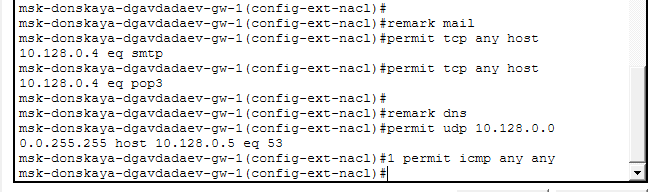 msk-donskaya-dgavdadaev-gw-1(config-ext-nacl)#
msk-donskaya-dgavdadaev-gw-1(config-ext-nacl)#remark mail
msk-donskaya-dgavdadaev-gw-1(config-ext-nacl)#permit tcp any host
10.128.0.4 eq smtp
msk-donskaya-dgavdadaev-gw-1(config-ext-nacl)#permit tcp any host
10.128.0.4 eq pop3
msk-donskaya-dgavdadaev-gw-1(config-ext-nacl)#
msk-donskaya-dgavdadaev-gw-1(config-ext-nacl)#remark dns
msk-donskaya-dgavdadaev-gw-1(config-ext-nacl)#permit udp 10.128.0.0
0.0.255.255 host 10.128.0.5 eq 53
msk-donskaya-dgavdadaev-gw-1(config-ext-nacl)#1 permit icmp any any
msk-donskaya-dgavdadaev-gw-1(config-ext-nacl)#